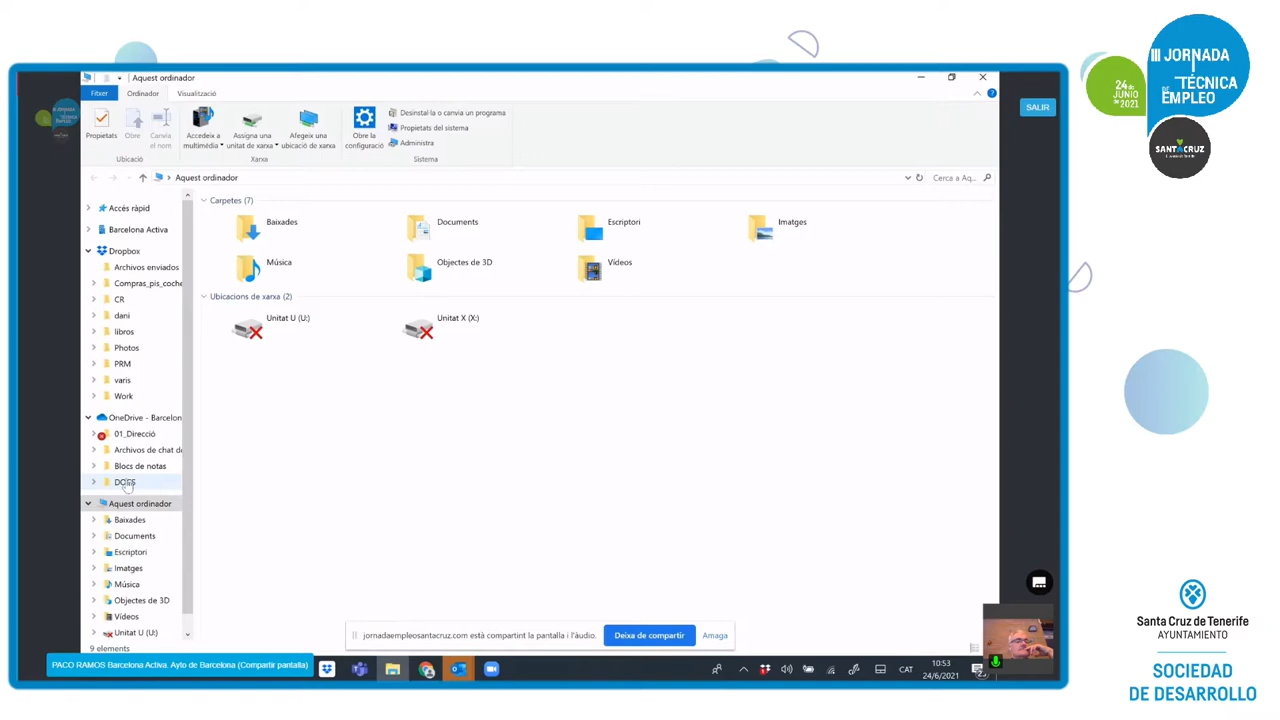 Aquest ordinador
Fitxer Ordinador Visualització
Propietats
Obre
Canvia el nom
Ubicació
Accedeix a multimèdia
Assigna una unitat de xarxa
Afegeix una ubicació de xarxa
Xarxa
Obre la configuració
Desinstal·la o canvia un programa
Propietats del sistema
Administra
Sistema
Aquest ordinador
Cerca a Aq...
Accés ràpid
Barcelona Activa
Dropbox
Archivos enviados
Compras_pis_coche
CR
dani
libros
Photos
PRM
varis
Work
OneDrive - Barcelon
01_Direcció
Archivos de chat de
Blocs de notas
Aquest ordinador
Baixades
Documents
Escriptori
Imatges
Música
Objectes de 3D
Vídeos
Unitat U (U:)
9 elements
Carpetes (7)
Baixades
Documents
Escriptori
Imatges
Música
Objectes de 3D
Vídeos
Ubicacions de xarxa (2)
Unitat U (U:)
Unitat X (X:)
jornadaempleosantacruz.com està compartint la pantalla i l'àudio.
Deixa de compartir
Amaga
PACO RAMOS Barcelona Activa Ayto de Barcelona (Compartir pantalla)
CAT
10:53
24/6/2021
SALIR
24 DE
JUNIO
DE 2021
III JORNADA
TÉCNICA
DE EMPLEO
SANTACRUZ
Santa Cruz de Tenerife
AYUNTAMIENTO
SOCIEDAD
DE DESARROLLO